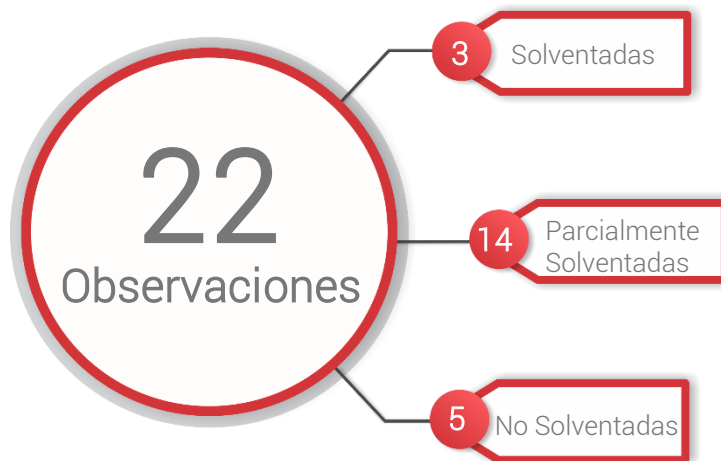 22
Observaciones
3
Solventadas
14
Parcialmente
Solventadas
5
No Solventadas